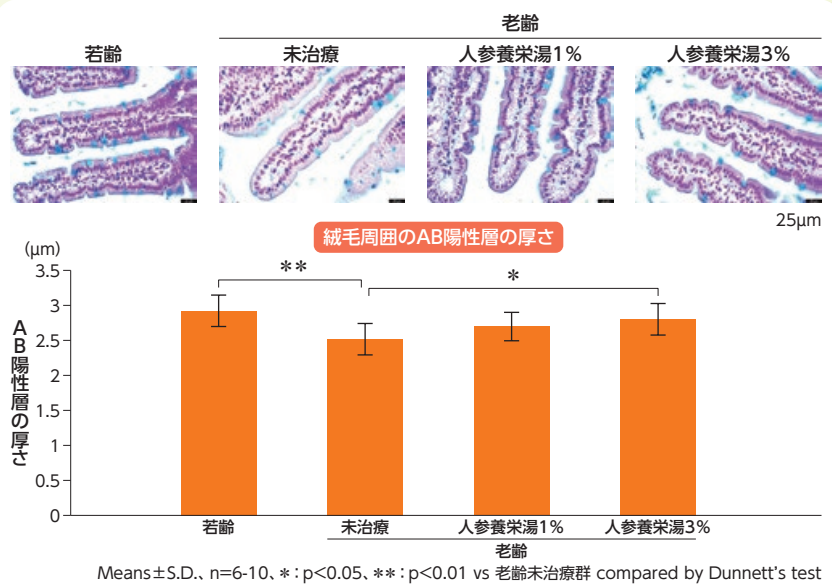 老齢
若齢 未治療 人参養栄湯1% 人参養栄湯3%
25μm
絨毛周囲のAB陽性層の厚さ
(μm)
3.5
3
2.5
2
1.5
1
0.5
0
AB陽性層の厚さ
** *
若齢 未治療 人参養栄湯1% 人参養栄湯3%
老齢
Means±S.D.、n=6-10、*:p<0.05、**:p<0.01 vs 老齢未治療群 compared by Dunnett's test